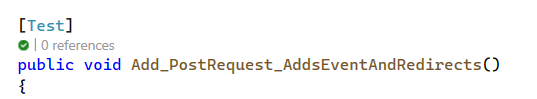 [Test]
| 0 references
public void Add_PostRequest_AddsEventAndRedirects()
{